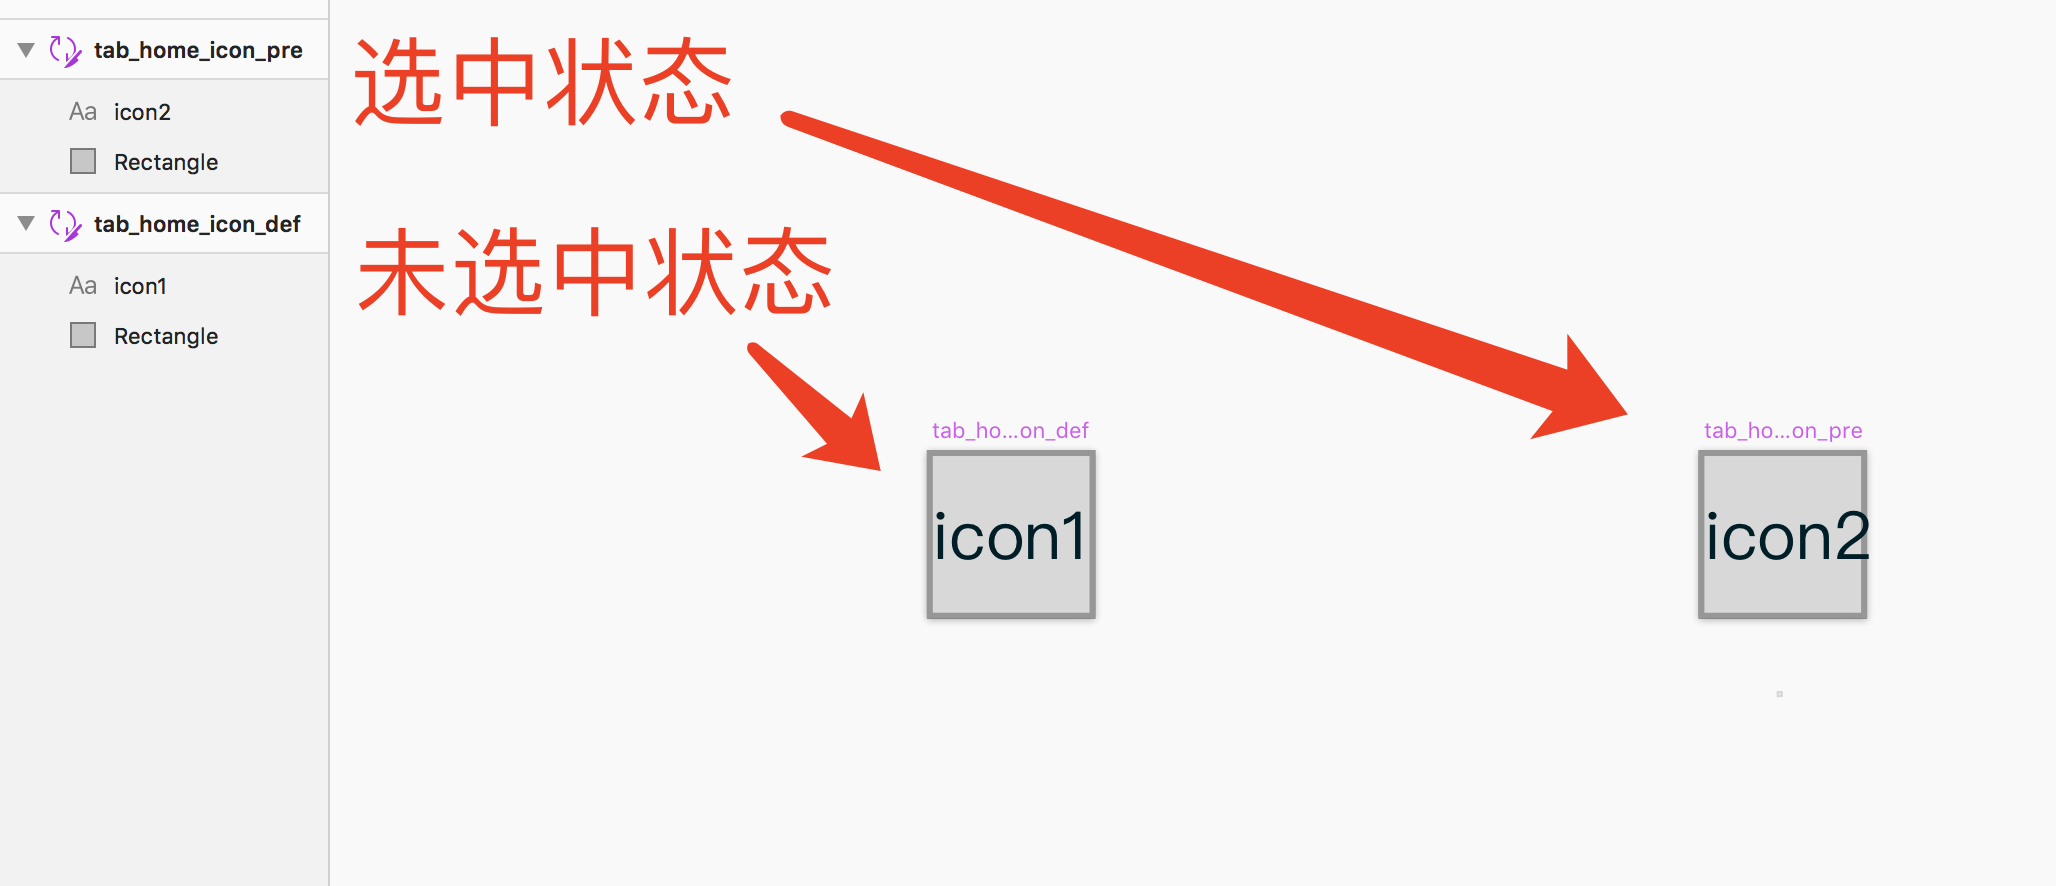 tab_home_icon_pre
Aa icon2
Rectangle
tab_home_icon_def
Aa icon1
Rectangle
选中状态
未选中状态
tab_ho...on_def
tab_ho...on_pre
icon1
icon2